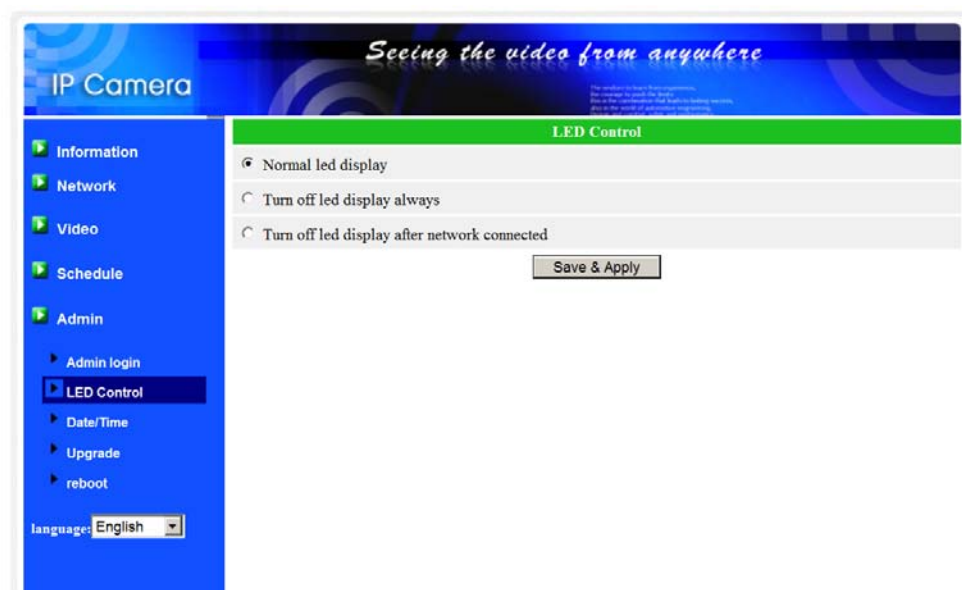 Seeing the video from anywhere
IP Camera
LED Control
Information
Network
Video
Schedule
Admin
Admin login
LED Control
Date/Time
Upgrade
reboot
language: English
Normal led display
Turn off led display always
Turn off led display after network connected
Save & Apply